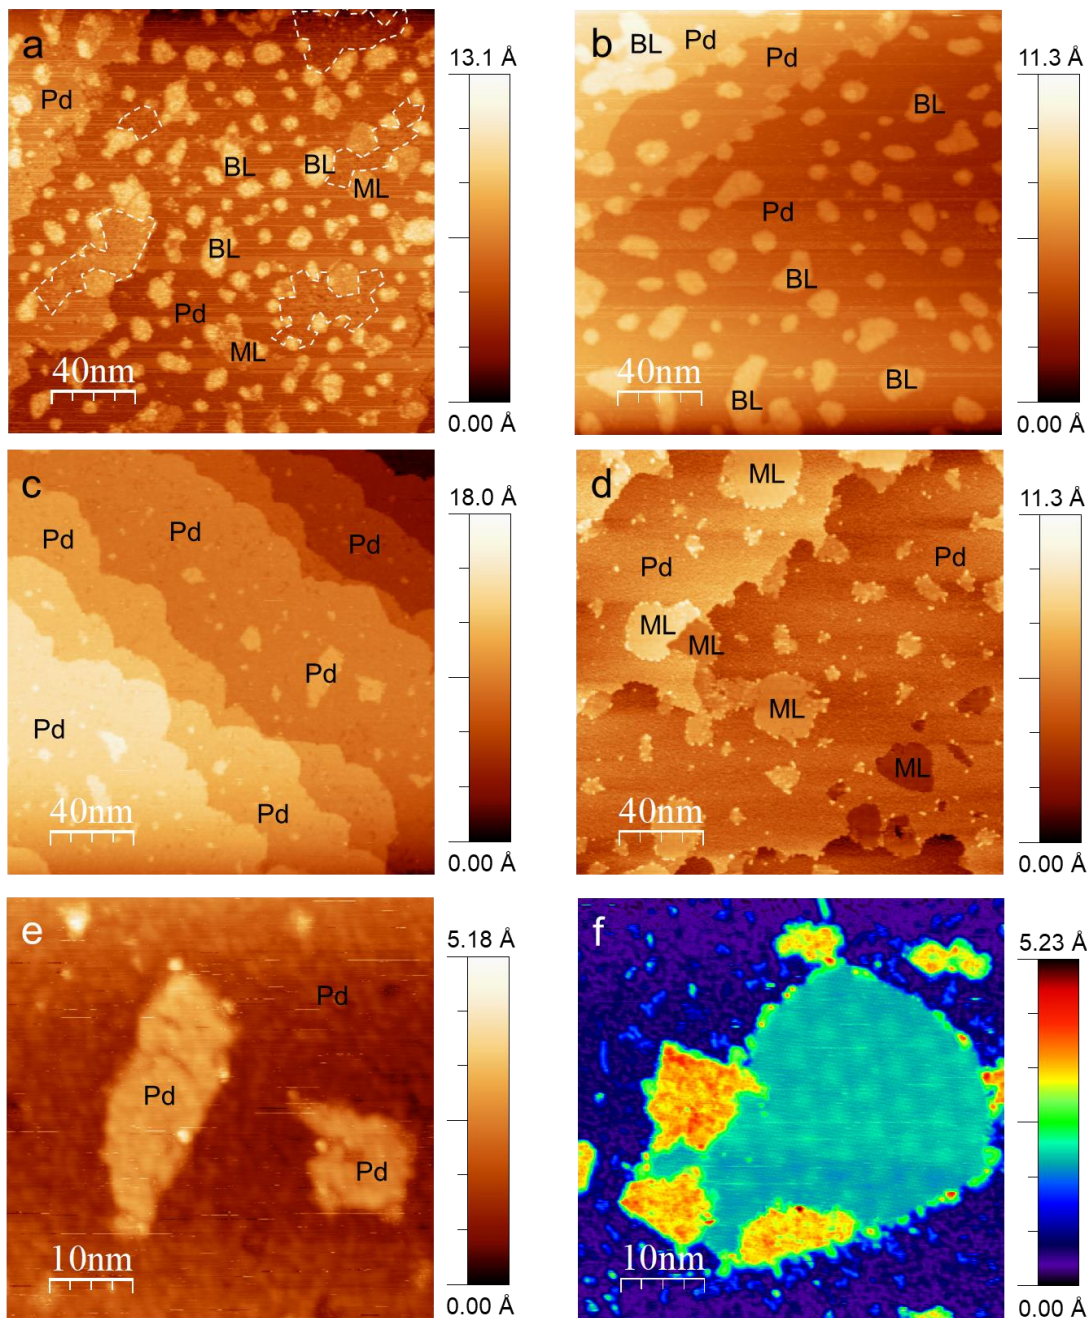 a
13.1 Å
Pd
BL
BL
ML
BL
Pd
ML
40nm
0.00 Å
b
11.3 Å
BL
Pd
Pd
BL
Pd
BL
BL
BL
40nm
0.00 Å
c
18.0 Å
Pd
Pd
Pd
Pd
Pd
Pd
40nm
0.00 Å
d
11.3 Å
ML
Pd
Pd
ML
ML
ML
ML
40nm
0.00 Å
e
5.18 Å
Pd
Pd
Pd
10nm
0.00 Å
f
5.23 Å
10nm
0.00 Å